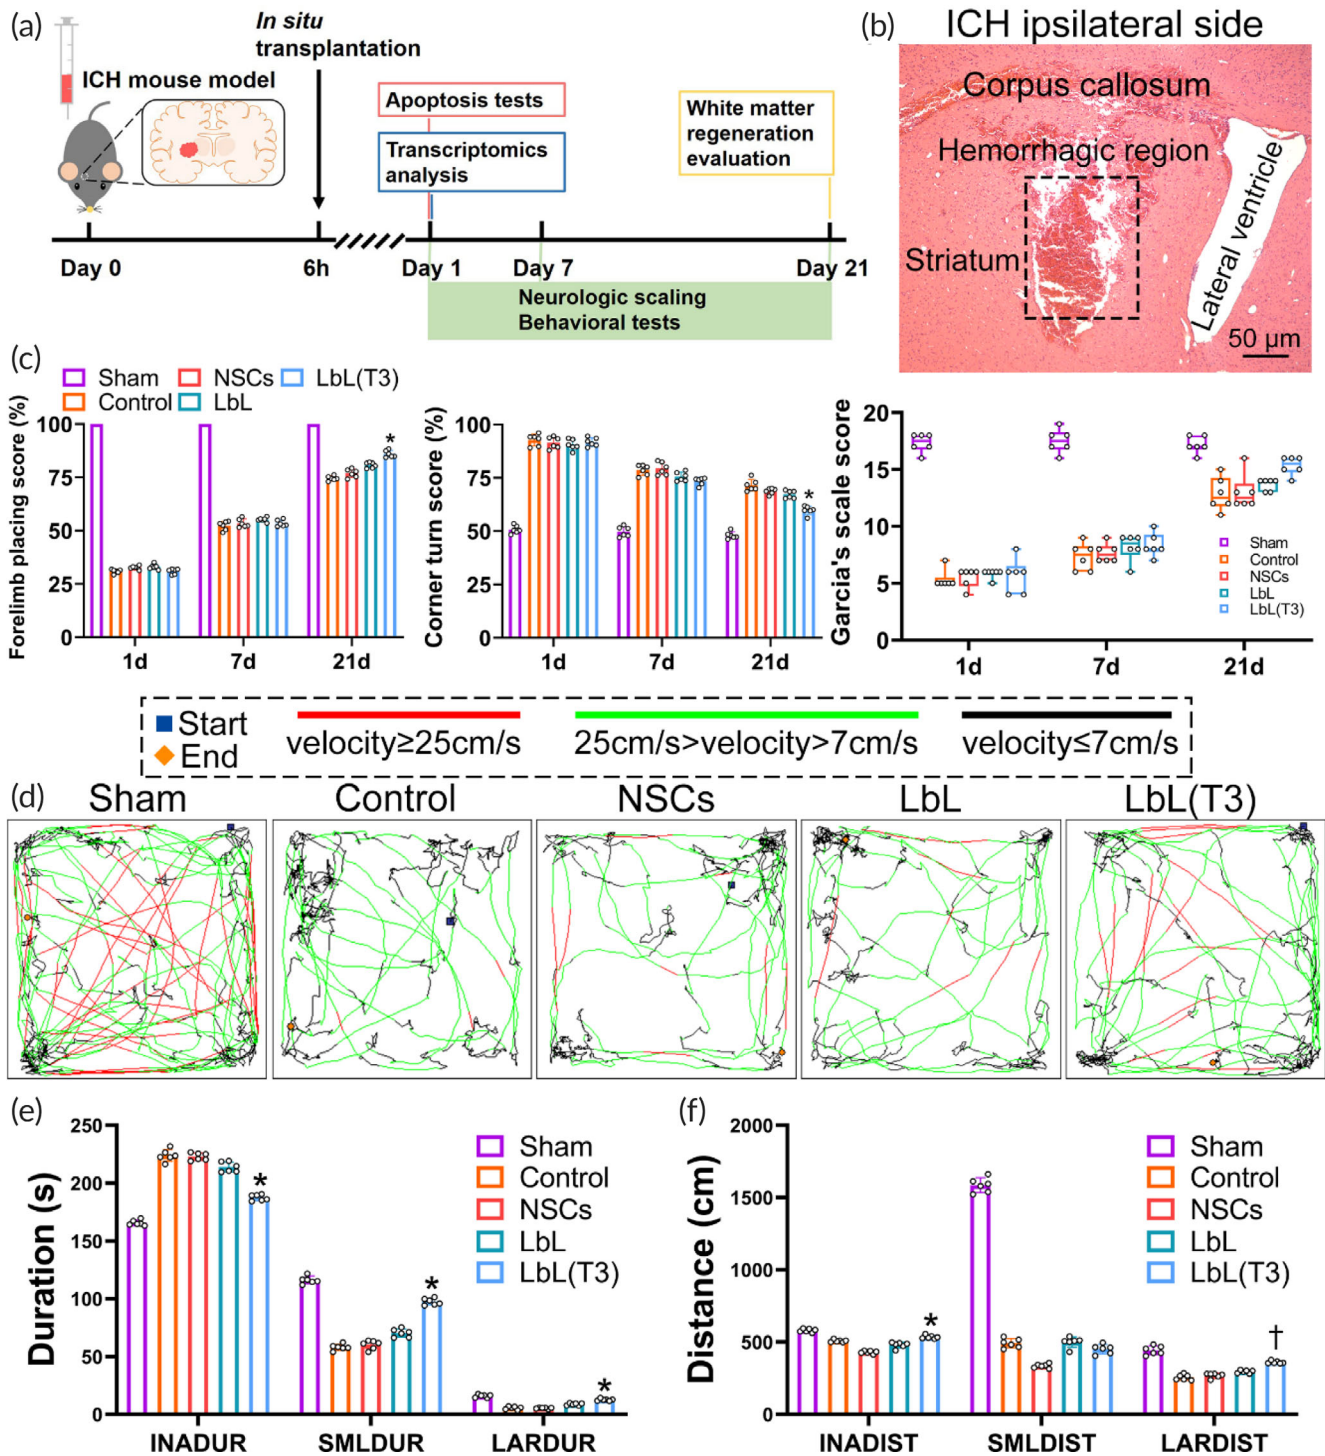 (a)
In situ
transplantation
ICH mouse model
Apoptosis tests
Transcriptomics
analysis
White matter
regeneration
evaluation
Day 0
6h
Day 1
Day 7
Day 21
Neurologic scaling
Behavioral tests
(b)
ICH ipsilateral side
Corpus callosum
Hemorrhagic region
Striatum
Lateral ventricle
50 μm
(c)
Sham
NSCs
LbL(T3)
Control
LbL
Forelimb placing score (%)
100
75
50
25
0
1d
7d
21d
*
Corner turn score (%)
100
75
50
25
0
1d
7d
21d
*
Garcia's scale score
20
15
10
5
0
1d
7d
21d
Sham
Control
NSCs
LbL
LbL(T3)
Start
End
velocity≥25cm/s
25cm/s>velocity>7cm/s
velocity≤7cm/s
(d)
Sham
Control
NSCs
LbL
LbL(T3)
(e)
Duration (s)
250
200
150
100
50
0
INADUR
SMLDUR
LARDUR
*
*
*
Sham
Control
NSCs
LbL
LbL(T3)
(f)
Distance (cm)
2000
1500
1000
500
0
INADIST
SMLDIST
LARDIST
*
†
Sham
Control
NSCs
LbL
LbL(T3)